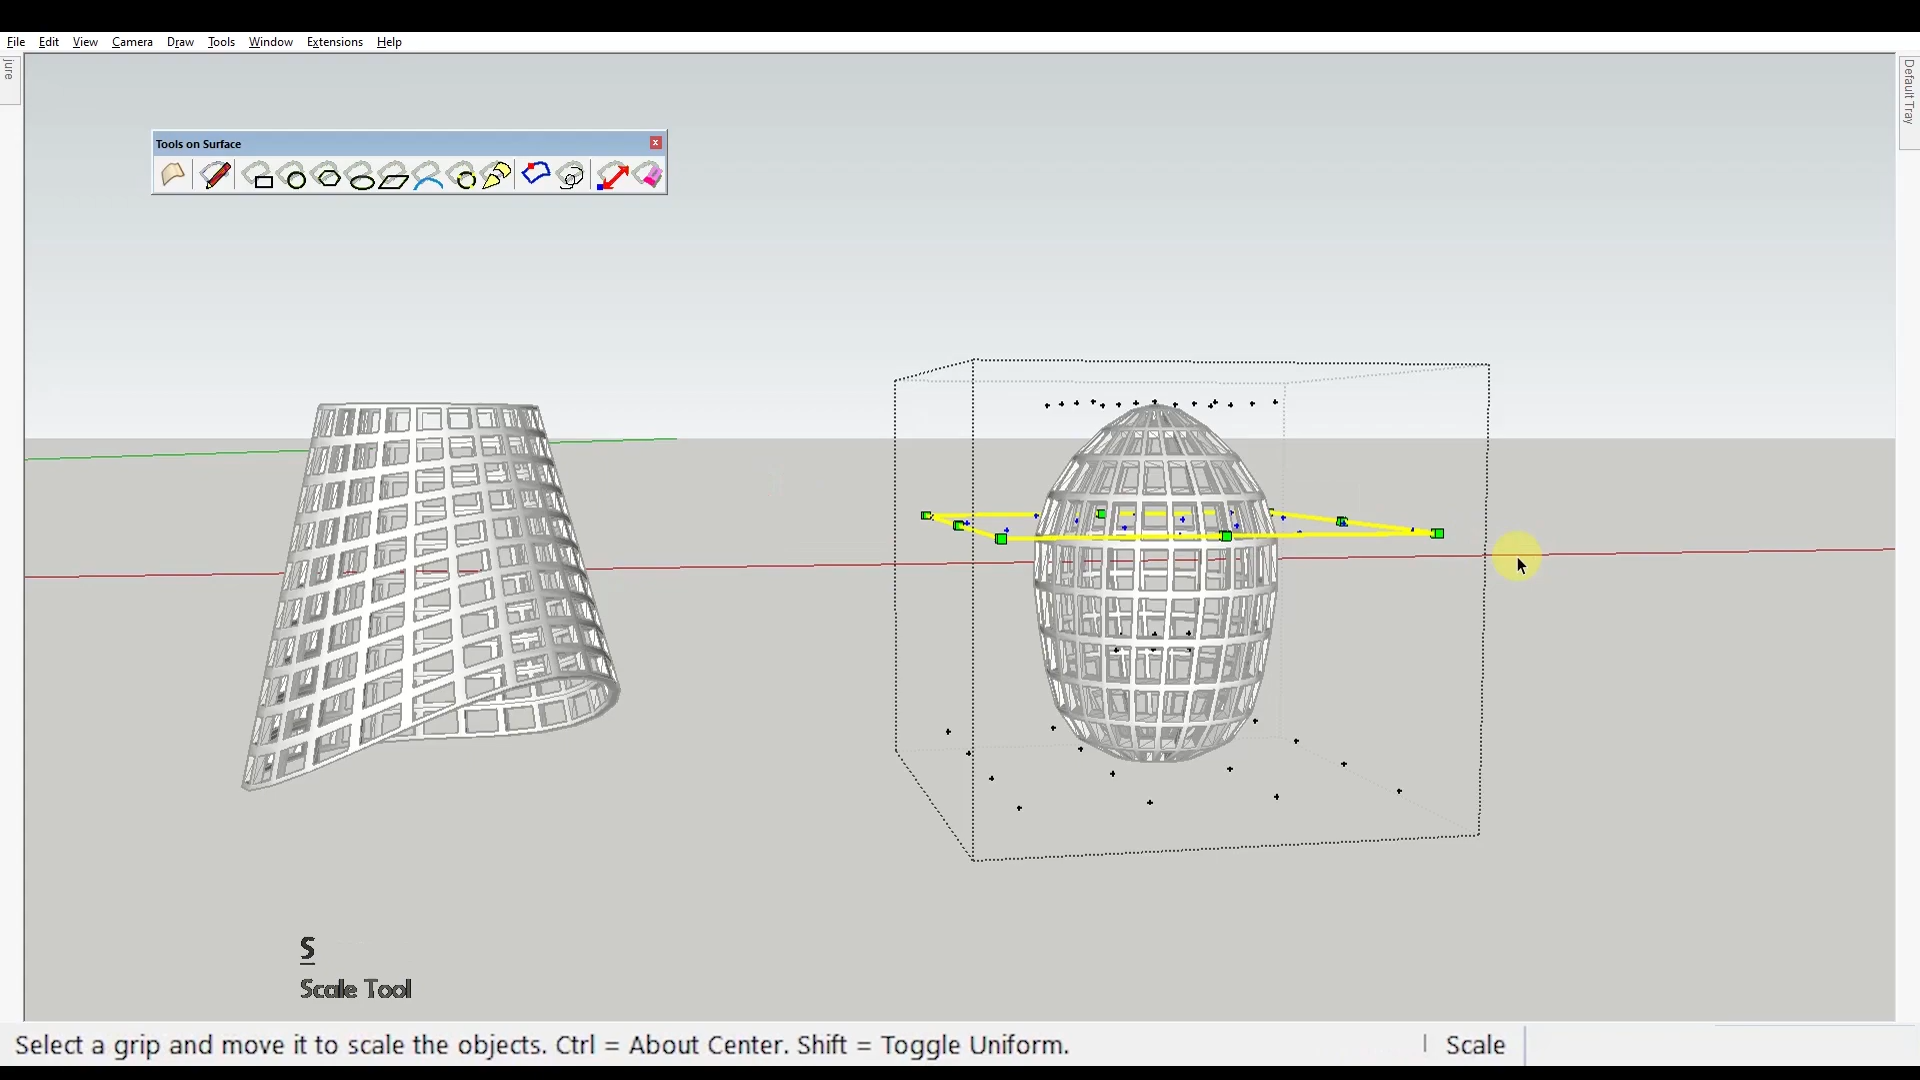 File Edit View Camera Draw Tools Window Extensions Help
jure
Default Tray
Tools on Surface
S
Scale Tool
Select a grip and move it to scale the objects. Ctrl = About Center. Shift = Toggle Uniform.
Scale